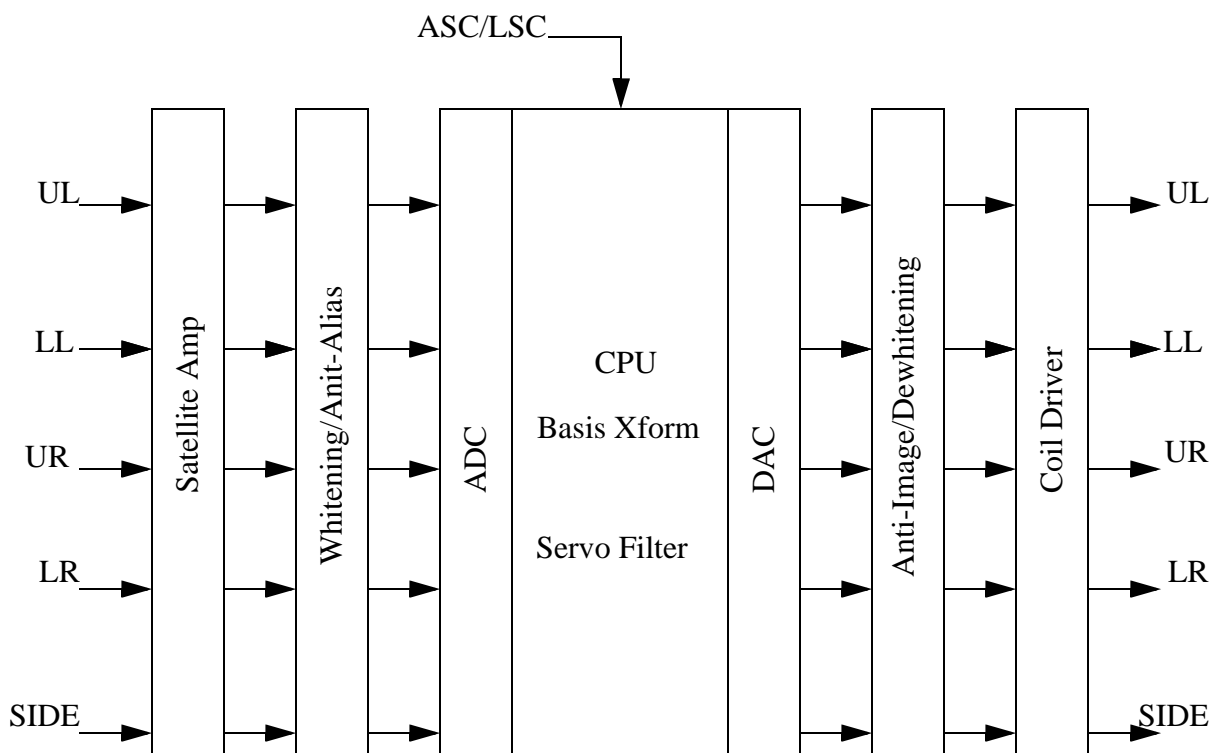 ASC/LSC
UL
LL
UR
LR
SIDE
Satellite Amp
Whitening/Anit-Alias
ADC
CPU
Basis Xform
Servo Filter
DAC
Anti-Image/Dewhitening
Coil Driver
UL
LL
UR
LR
SIDE